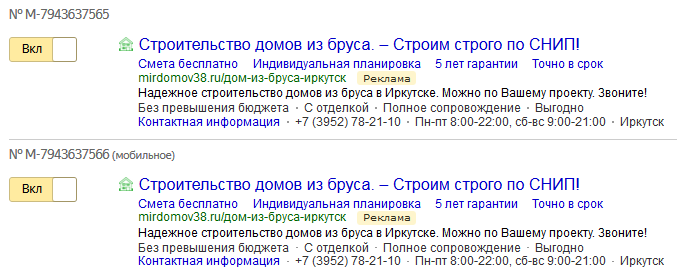 № M-7943637565
Вкл
Строительство домов из бруса. – Строим строго по СНИП!
Смета бесплатно Индивидуальная планировка 5 лет гарантии Точно в срок
mirdomov38.ru/дом-из-бруса-иркутск Реклама
Надежное строительство домов из бруса в Иркутске. Можно по Вашему проекту. Звоните!
Без превышения бюджета · С отделкой · Полное сопровождение · Выгодно
Контактная информация · +7 (3952) 78-21-10 · Пн-пт 8:00-22:00, сб-вс 9:00-21:00 · Иркутск
№ M-7943637566 (мобильное)
Вкл
Строительство домов из бруса. – Строим строго по СНИП!
Смета бесплатно Индивидуальная планировка 5 лет гарантии Точно в срок
mirdomov38.ru/дом-из-бруса-иркутск Реклама
Надежное строительство домов из бруса в Иркутске. Можно по Вашему проекту. Звоните!
Без превышения бюджета · С отделкой · Полное сопровождение · Выгодно
Контактная информация · +7 (3952) 78-21-10 · Пн-пт 8:00-22:00, сб-вс 9:00-21:00 · Иркутск